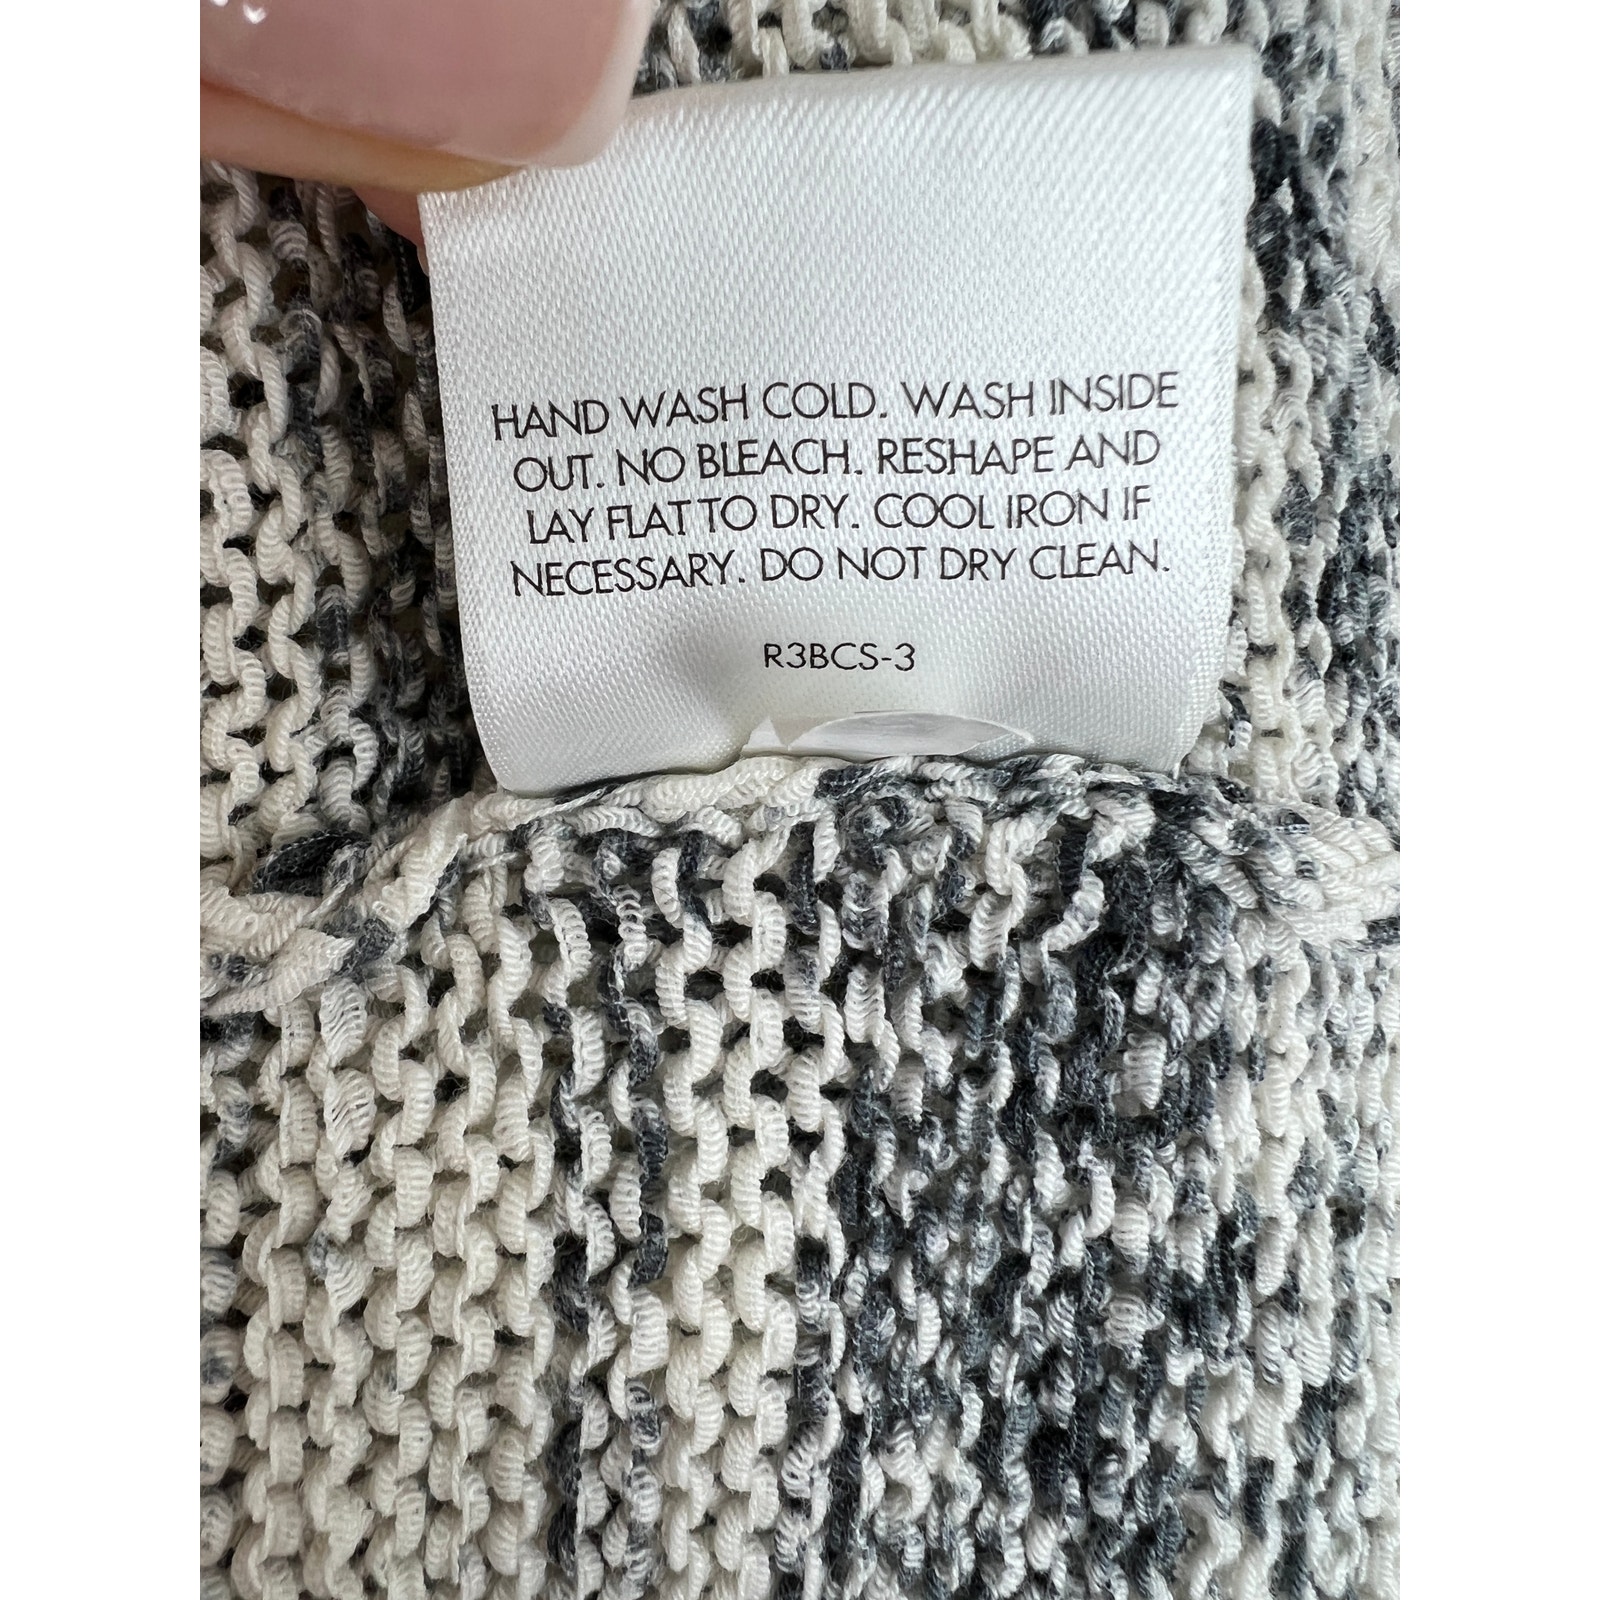 HAND WASH COLD. WASH INSIDE
OUT. NO BLEACH. RESHAPE AND
LAY FLAT TO DRY. COOL IRON IF
NECESSARY. DO NOT DRY CLEAN.
R3BCS-3